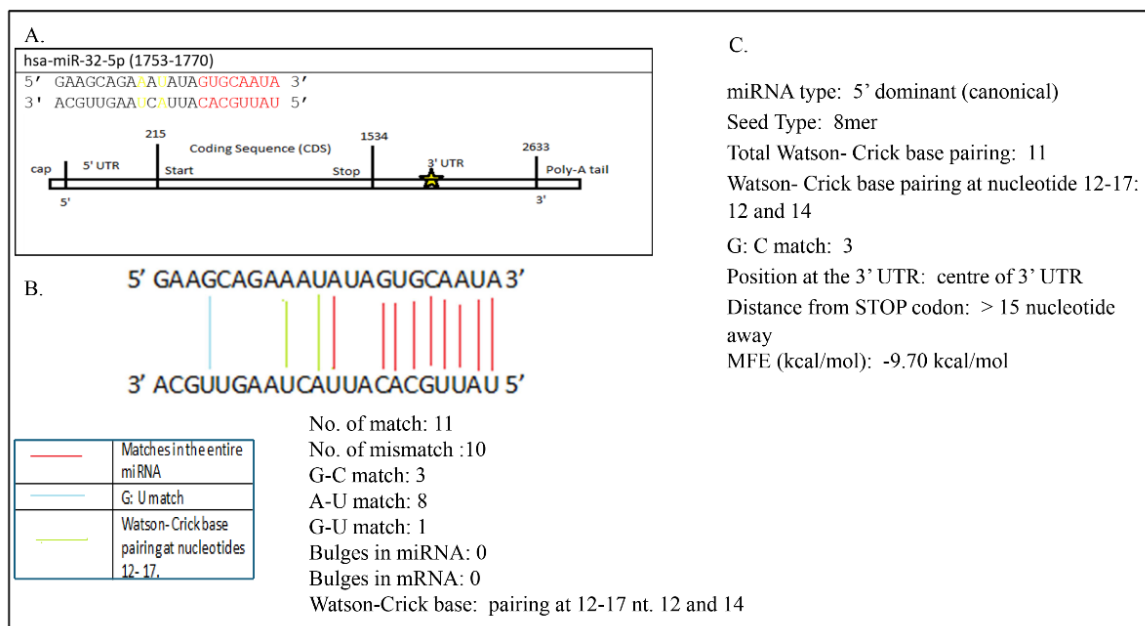 A.
hsa-miR-32-5p (1753-1770)
5' GAAGCAGAAAUAUAGUGCAAUA 3'
3' ACGUUGAAUCAUUACACGUUAU 5'
215
1534
2633
cap
5' UTR
Coding Sequence (CDS)
3' UTR
Start
Stop
Poly-A tail
5'
3'
B.
5’ GAAGCAGAAAUAUAGUGCAAUA 3’
3’ ACGUUGAAUCAUUACACGUUAU 5’
Matches in the entire
miRNA
G: U match
Watson- Crick base
pairing at nucleotides
12- 17.
No. of match: 11
No. of mismatch :10
G-C match: 3
A-U match: 8
G-U match: 1
Bulges in miRNA: 0
Bulges in mRNA: 0
Watson-Crick base:  pairing at 12-17 nt. 12 and 14
C.
miRNA type:  5’ dominant (canonical)
Seed Type:  8mer
Total Watson- Crick base pairing:  11
Watson- Crick base pairing at nucleotide 12-17:
12 and 14
G: C match:  3
Position at the 3’ UTR:  centre of 3’ UTR
Distance from STOP codon:  > 15 nucleotide
away
MFE (kcal/mol):  -9.70 kcal/mol